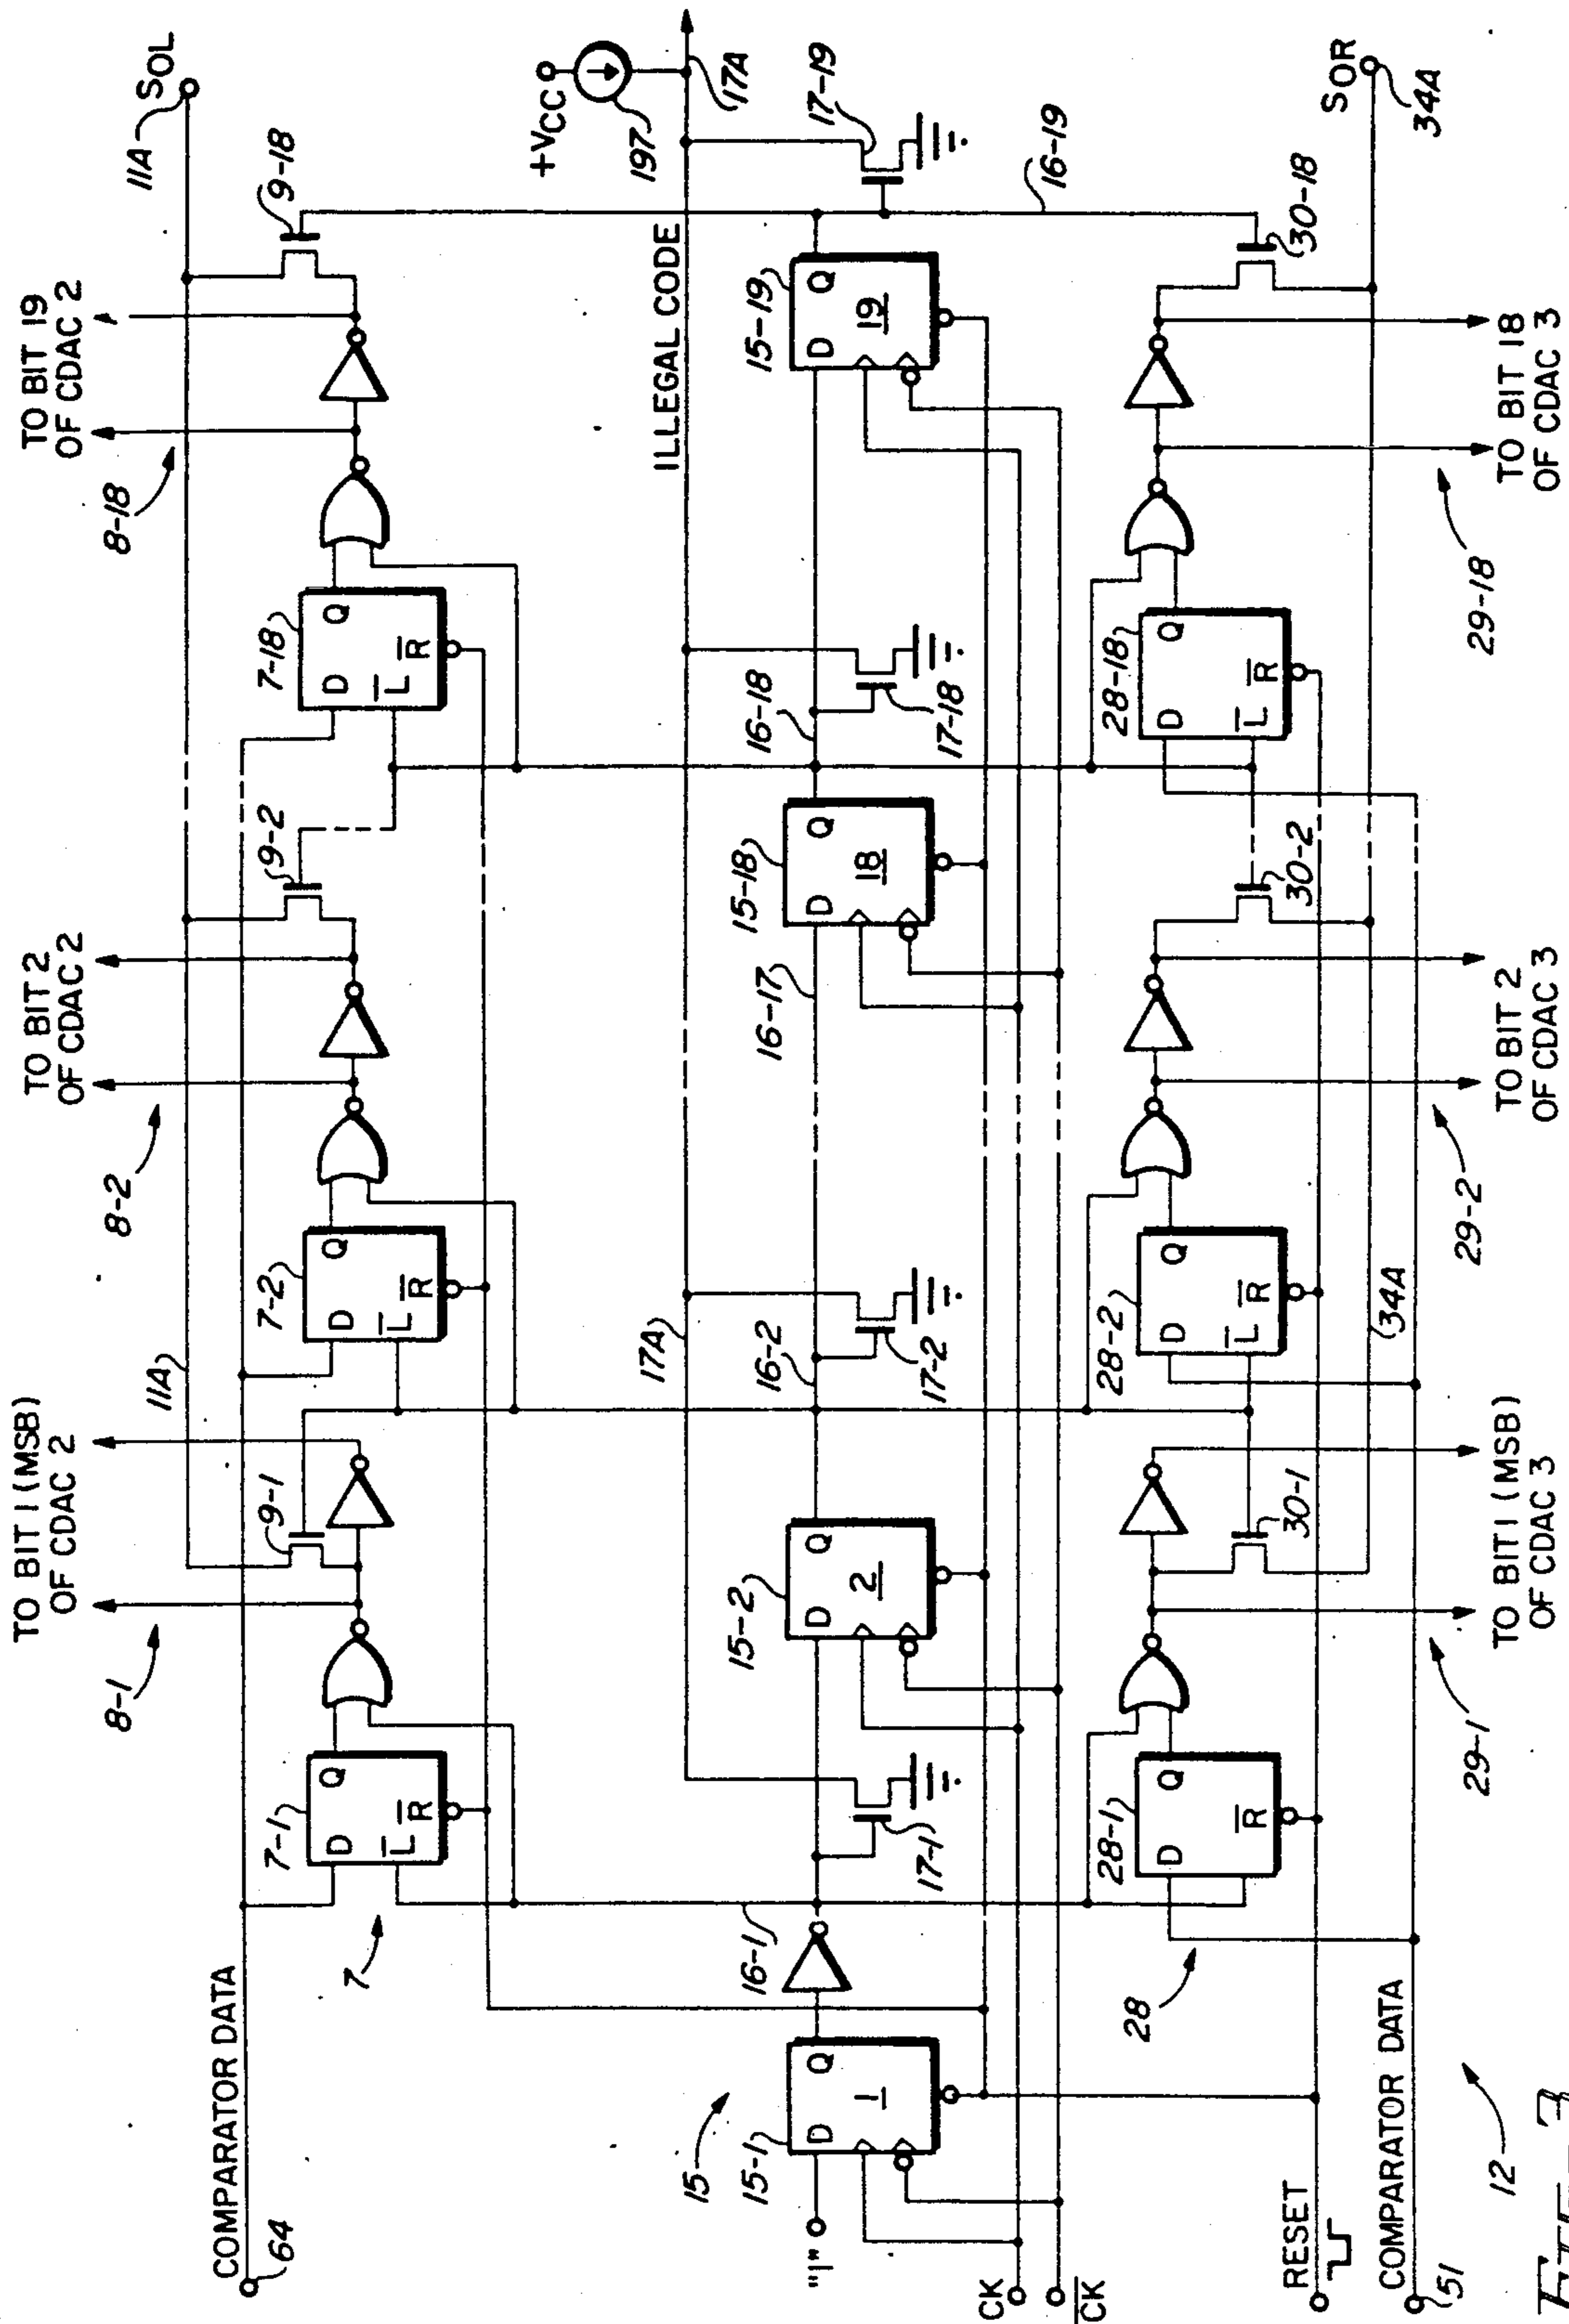 TO BIT 1 (MSB)
OF CDAC 2
TO BIT 2
OF CDAC 2
TO BIT 19
OF CDAC 2
8-1
8-2
8-18
11A
SOL
11A
9-1
9-2
9-18
COMPARATOR DATA
64
7
7-1
D
Q
L
R
7-2
D
Q
L
R
7-18
D
Q
L
R
+VCC
197
17A
ILLEGAL CODE
17A
15
15-1
D
Q
1
"1"
16-1
17-1
15-2
D
Q
2
16-2
17-2
16-17
15-18
D
Q
18
16-18
17-18
15-19
D
Q
19
17-19
16-19
CK
CK
28
28-1
D
Q
R
28-2
D
Q
L
R
28-18
D
Q
L
R
30-1
30-2
30-18
RESET
34A
SOR
34A
COMPARATOR DATA
51
29-1
29-2
29-18
TO BIT 1 (MSB)
OF CDAC 3
TO BIT 2
OF CDAC 3
TO BIT 18
OF CDAC 3
12